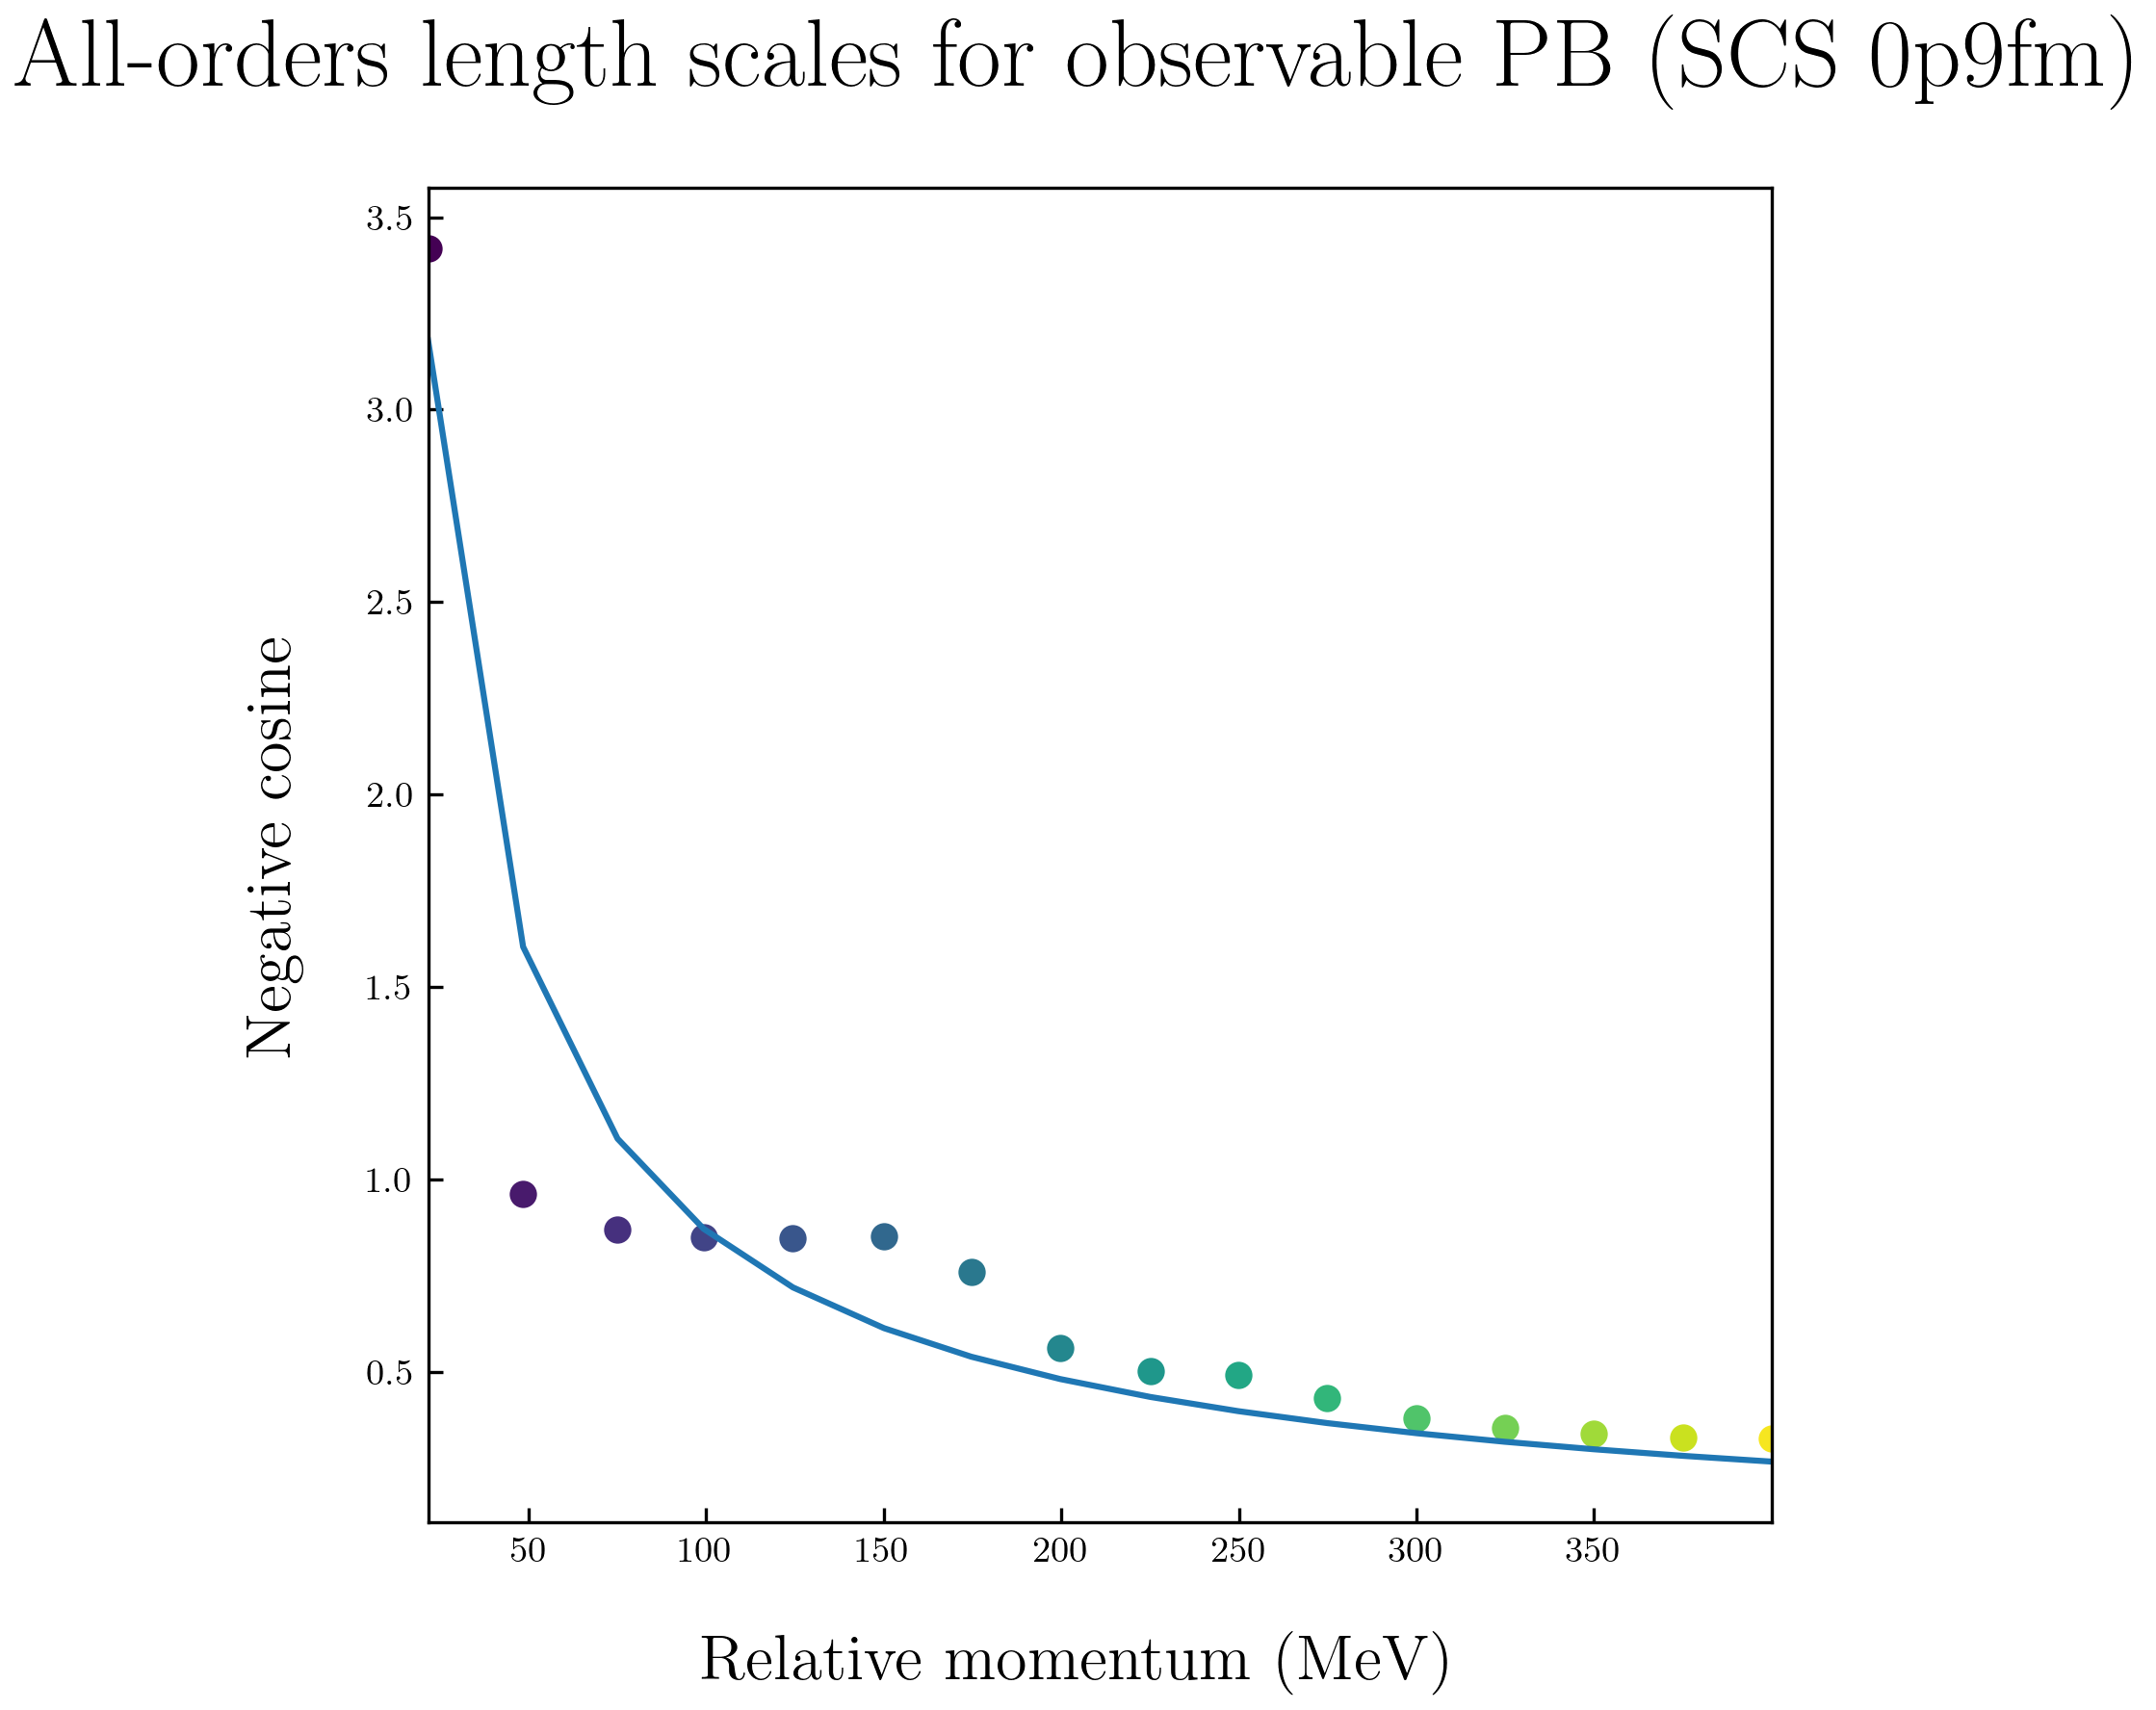 All-orders length scales for observable PB (SCS 0p9fm)
3.5
3.0
2.5
2.0
1.5
1.0
0.5
Negative cosine
50 100 150 200 250 300 350
Relative momentum (MeV)